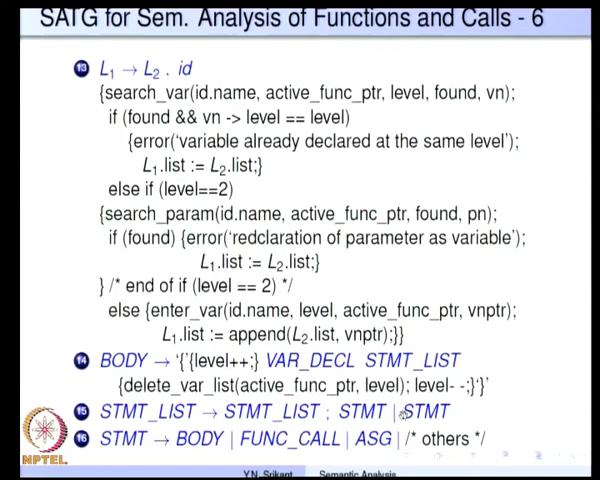 SATG for Sem. Analysis of Functions and Calls - 6
13 L₁ → L₂ . id
{search_var(id.name, active_func_ptr, level, found, vn);
if (found && vn -> level == level)
{error('variable already declared at the same level');
L₁.list := L₂.list;}
else if (level==2)
{search_param(id.name, active_func_ptr, found, pn);
if (found) {error('redclaration of parameter as variable');
L₁.list := L₂.list;}
} /* end of if (level == 2) */
else {enter_var(id.name, level, active_func_ptr, vnptr);
L₁.list := append(L₂.list, vnptr);}}
14 BODY → '{'{level++;} VAR_DECL STMT_LIST
{delete_var_list(active_func_ptr, level); level- -;}'}'
15 STMT_LIST → STMT_LIST ; STMT | STMT
16 STMT → BODY | FUNC_CALL | ASG | /* others */
NPTEL
Y.N. Srikant Semantic Analysis